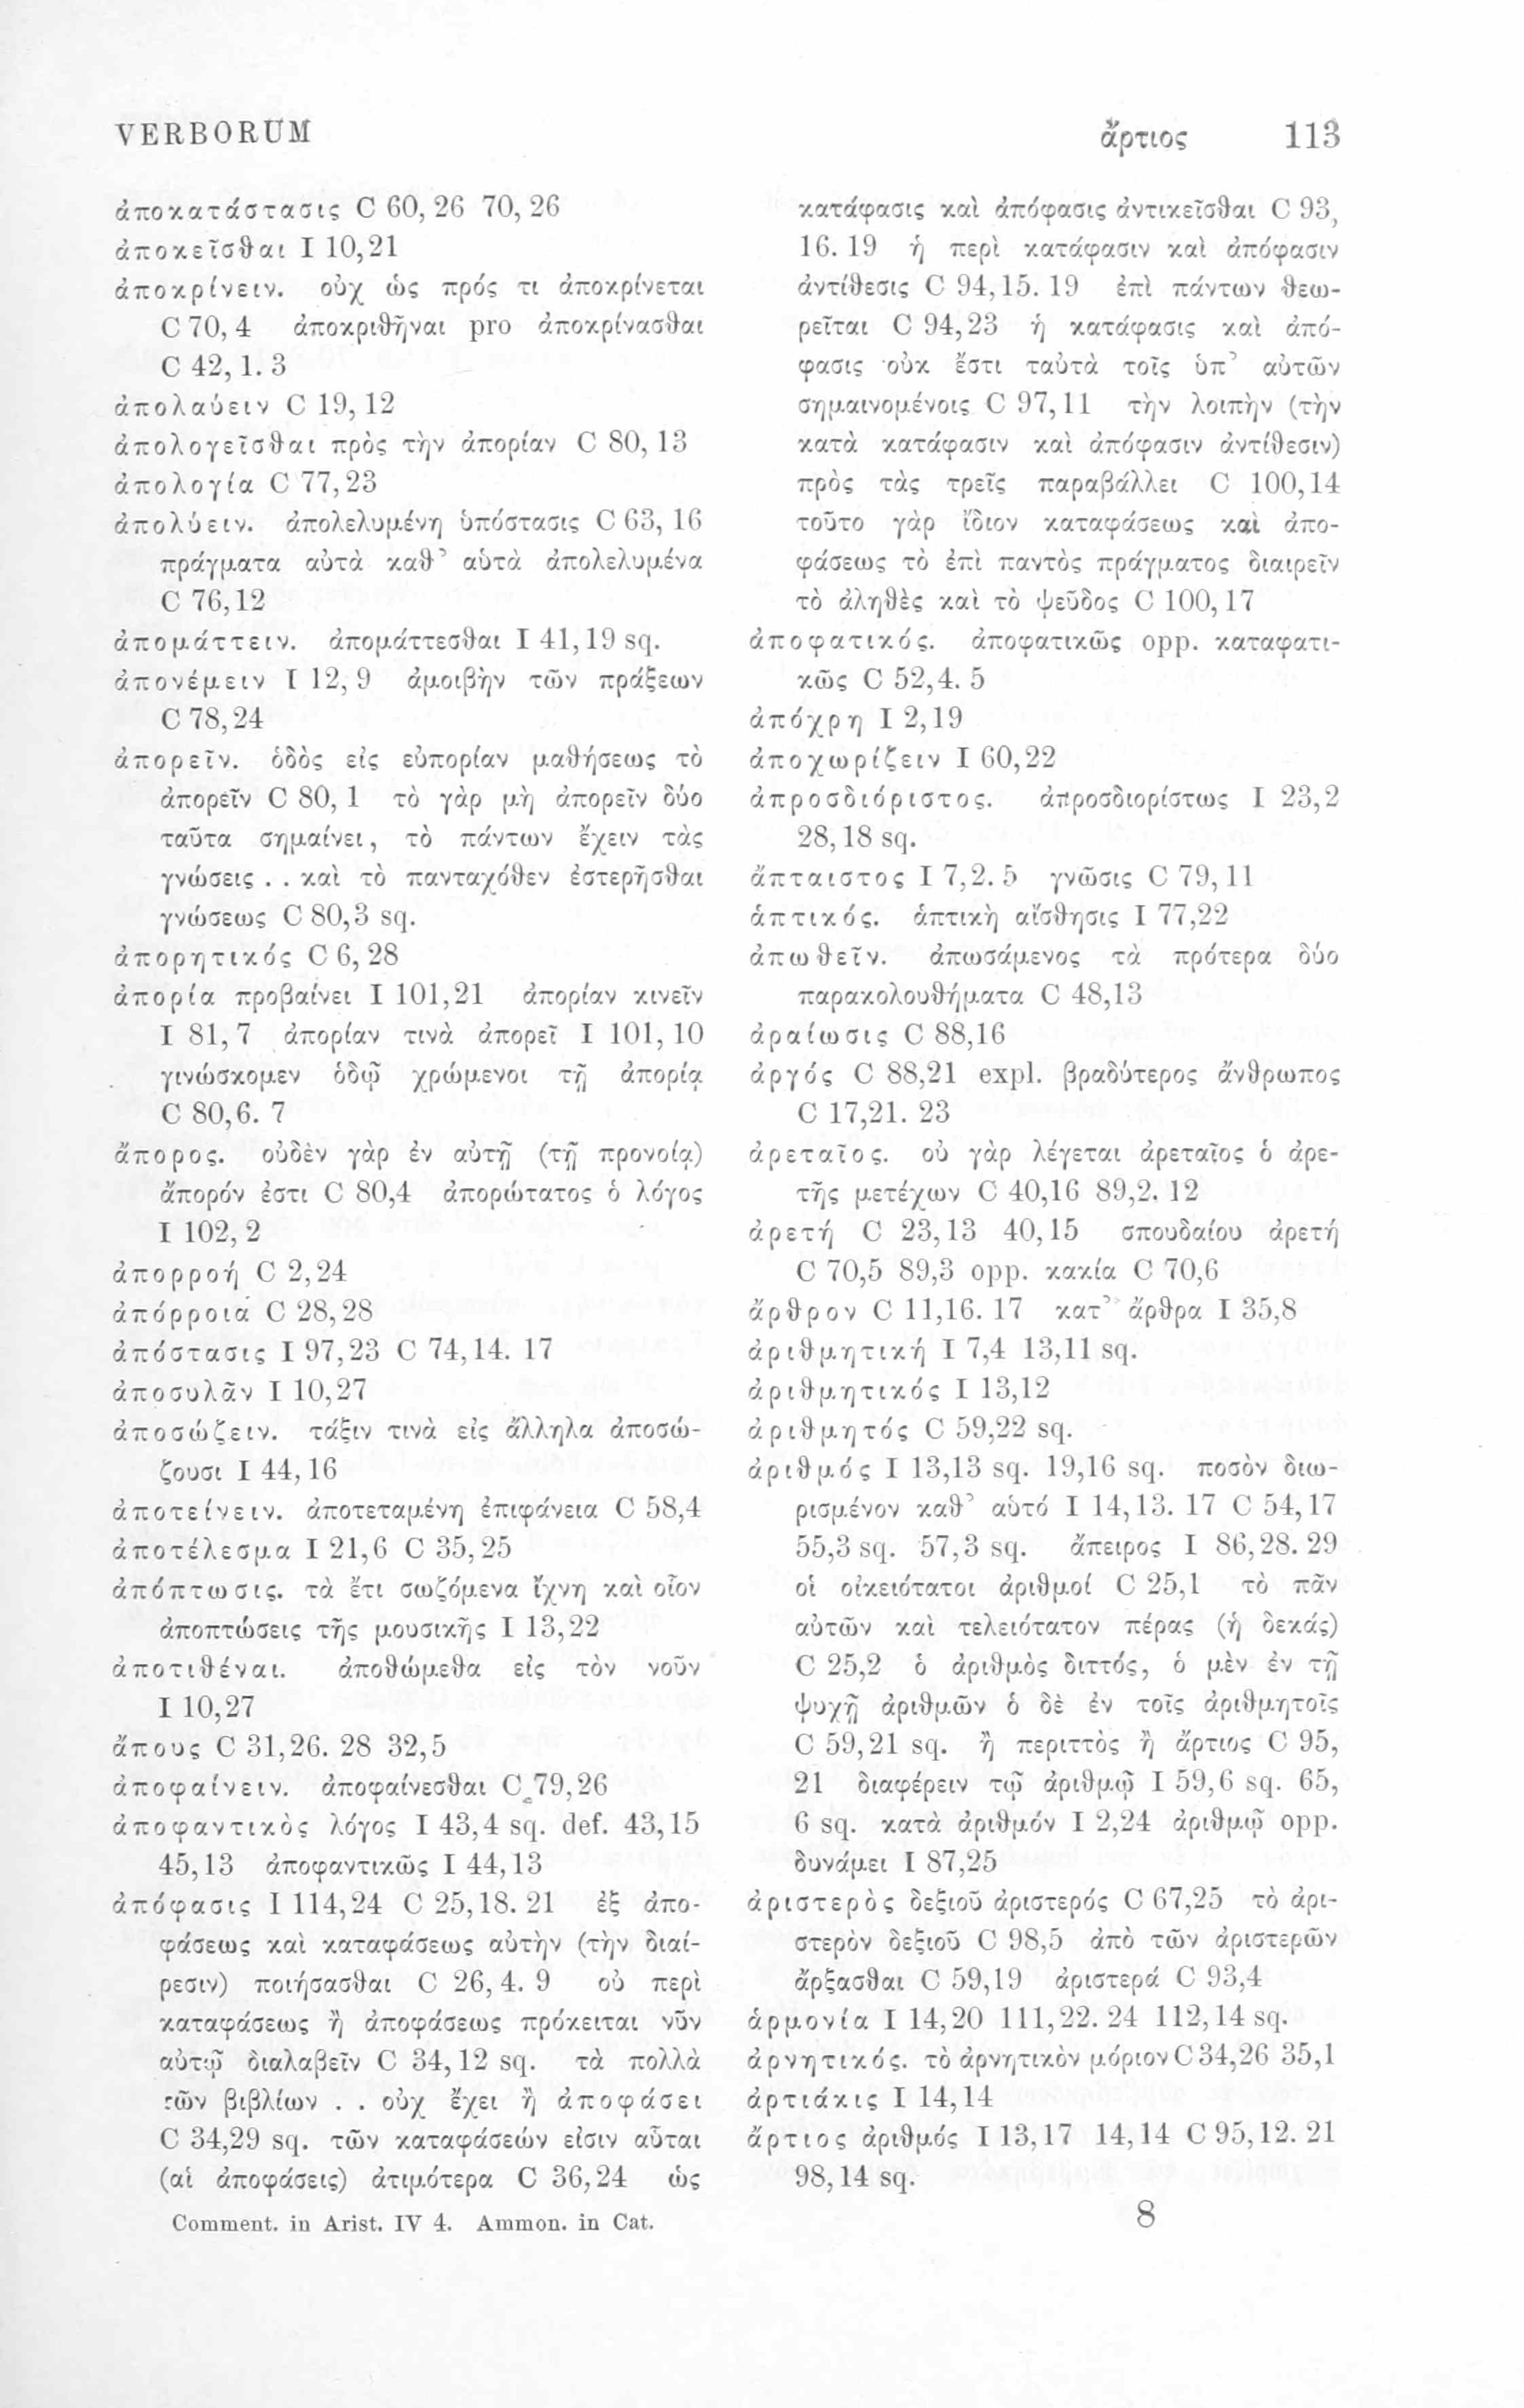 VERBORUM ἄρτιος 113
ἀποκατάστασις C 60, 26 70, 26
ἀποκεῖσθαι I 10,21
ἀποκρίνειν. οὐχ ὡς πρός τι ἀποκρίνεται
C 70, 4 ἀποκριθῆναι pro ἀποκρίνασθαι
C 42, 1. 3
ἀπολαύειν C 19, 12
ἀπολογεῖσθαι πρὸς τὴν ἀπορίαν C 80, 13
ἀπολογία C 77,23
ἀπολύειν. ἀπολελυμένη ὑπόστασις C 63, 16
πράγματα αὐτὰ καθ’ αὑτὰ ἀπολελυμένα
C 76,12
ἀπομάττειν. ἀπομάττεσθαι I 41,19 sq.
ἀπονέμειν I 12, 9 ἀμοιβὴν τῶν πράξεων
C 78,24
ἀπορεῖν. ὁδὸς εἰς εὐπορίαν μαθήσεως τὸ
ἀπορεῖν C 80, 1 τὸ γὰρ μὴ ἀπορεῖν δύο
ταῦτα σημαίνει, τὸ πάντων ἔχειν τὰς
γνώσεις . . καὶ τὸ πανταχόθεν ἐστερῆσθαι
γνώσεως C 80,3 sq.
ἀπορητικός C 6, 28
ἀπορία προβαίνει I 101,21 ἀπορίαν κινεῖν
I 81, 7 ἀπορίαν τινὰ ἀπορεῖ I 101, 10
γινώσκομεν ὁδῷ χρώμενοι τῇ ἀπορίᾳ
C 80,6. 7
ἄπορος. οὐδὲν γὰρ ἐν αὐτῇ (τῇ προνοίᾳ)
ἄπορόν ἐστι C 80,4 ἀπορώτατος ὁ λόγος
I 102, 2
ἀπορροή C 2,24
ἀπόρροια C 28,28
ἀπόστασις I 97,23 C 74,14. 17
ἀποσυλᾶν I 10,27
ἀποσώζειν. τάξιν τινὰ εἰς ἄλληλα ἀποσώ-
ζουσι I 44,16
ἀποτείνειν. ἀποτεταμένη ἐπιφάνεια C 58,4
ἀποτέλεσμα I 21,6 C 35,25
ἀπόπτωσις. τὰ ἔτι σωζόμενα ἴχνη καὶ οἷον
ἀποπτώσεις τῆς μουσικῆς I 13,22
ἀποτιθέναι. ἀποθώμεθα εἰς τὸν νοῦν
I 10,27
ἄπους C 31,26. 28 32,5
ἀποφαίνειν. ἀποφαίνεσθαι C 79,26
ἀποφαντικὸς λόγος I 43,4 sq. def. 43,15
45,13 ἀποφαντικῶς I 44,13
ἀπόφασις I 114,24 C 25,18. 21 ἐξ ἀπο-
φάσεως καὶ καταφάσεως αὐτὴν (τὴν διαί-
ρεσιν) ποιήσασθαι C 26, 4. 9 οὐ περὶ
καταφάσεως ἢ ἀποφάσεως πρόκειται νῦν
αὐτῷ διαλαβεῖν C 34, 12 sq. τὰ πολλὰ
τῶν βιβλίων . . οὐχ ἔχει ἢ ἀποφάσει
C 34,29 sq. τῶν καταφάσεών εἰσιν αὗται
(αἱ ἀποφάσεις) ἀτιμότερα C 36,24 ὡς
Comment. in Arist. IV 4. Ammon. in Cat.
κατάφασις καὶ ἀπόφασις ἀντικεῖσθαι C 93,
16. 19 ἡ περὶ κατάφασιν καὶ ἀπόφασιν
ἀντίθεσις C 94,15. 19 ἐπὶ πάντων θεω-
ρεῖται C 94,23 ἡ κατάφασις καὶ ἀπό-
φασις οὐκ ἔστι ταὐτὰ τοῖς ὑπ’ αὐτῶν
σημαινομένοις C 97,11 τὴν λοιπὴν (τὴν
κατὰ κατάφασιν καὶ ἀπόφασιν ἀντίθεσιν)
πρὸς τὰς τρεῖς παραβάλλει C 100,14
τοῦτο γὰρ ἴδιον καταφάσεως καὶ ἀπο-
φάσεως τὸ ἐπὶ παντὸς πράγματος διαιρεῖν
τὸ ἀληθὲς καὶ τὸ ψεῦδος C 100,17
ἀποφατικός. ἀποφατικῶς opp. καταφατι-
κῶς C 52,4. 5
ἀπόχρη I 2,19
ἀποχωρίζειν I 60,22
ἀπροσδιόριστος. ἀπροσδιορίστως I 23,2
28,18 sq.
ἄπταιστος I 7,2. 5 γνῶσις C 79,11
ἁπτικός. ἁπτικὴ αἴσθησις I 77,22
ἀπωθεῖν. ἀπωσάμενος τὰ πρότερα δύο
παρακολουθήματα C 48,13
ἀραίωσις C 88,16
ἀργός C 88,21 expl. βραδύτερος ἄνθρωπος
C 17,21. 23
ἀρεταῖος. οὐ γὰρ λέγεται ἀρεταῖος ὁ ἀρε-
τῆς μετέχων C 40,16 89,2. 12
ἀρετή C 23,13 40,15 σπουδαίου ἀρετή
C 70,5 89,3 opp. κακία C 70,6
ἄρθρον C 11,16. 17 κατ’ ἄρθρα I 35,8
ἀριθμητική I 7,4 13,11 sq.
ἀριθμητικός I 13,12
ἀριθμητός C 59,22 sq.
ἀριθμός I 13,13 sq. 19,16 sq. ποσὸν διω-
ρισμένον καθ’ αὑτό I 14,13. 17 C 54,17
55,3 sq. 57,3 sq. ἄπειρος I 86,28. 29
οἱ οἰκειότατοι ἀριθμοί C 25,1 τὸ πᾶν
αὐτῶν καὶ τελειότατον πέρας (ἡ δεκάς)
C 25,2 ὁ ἀριθμὸς διττός, ὁ μὲν ἐν τῇ
ψυχῇ ἀριθμῶν ὁ δὲ ἐν τοῖς ἀριθμητοῖς
C 59,21 sq. ἢ περιττὸς ἢ ἄρτιος C 95,
21 διαφέρειν τῷ ἀριθμῷ I 59,6 sq. 65,
6 sq. κατὰ ἀριθμόν I 2,24 ἀριθμῷ opp.
δυνάμει I 87,25
ἀριστερὸς δεξιοῦ ἀριστερός C 67,25 τὸ ἀρι-
στερὸν δεξιοῦ C 98,5 ἀπὸ τῶν ἀριστερῶν
ἄρξασθαι C 59,19 ἀριστερά C 93,4
ἁρμονία I 14,20 111,22. 24 112,14 sq.
ἀρνητικός. τὸ ἀρνητικὸν μόριον C 34,26 35,1
ἀρτιάκις I 14,14
ἄρτιος ἀριθμός I 13,17 14,14 C 95,12. 21
98,14 sq.
8